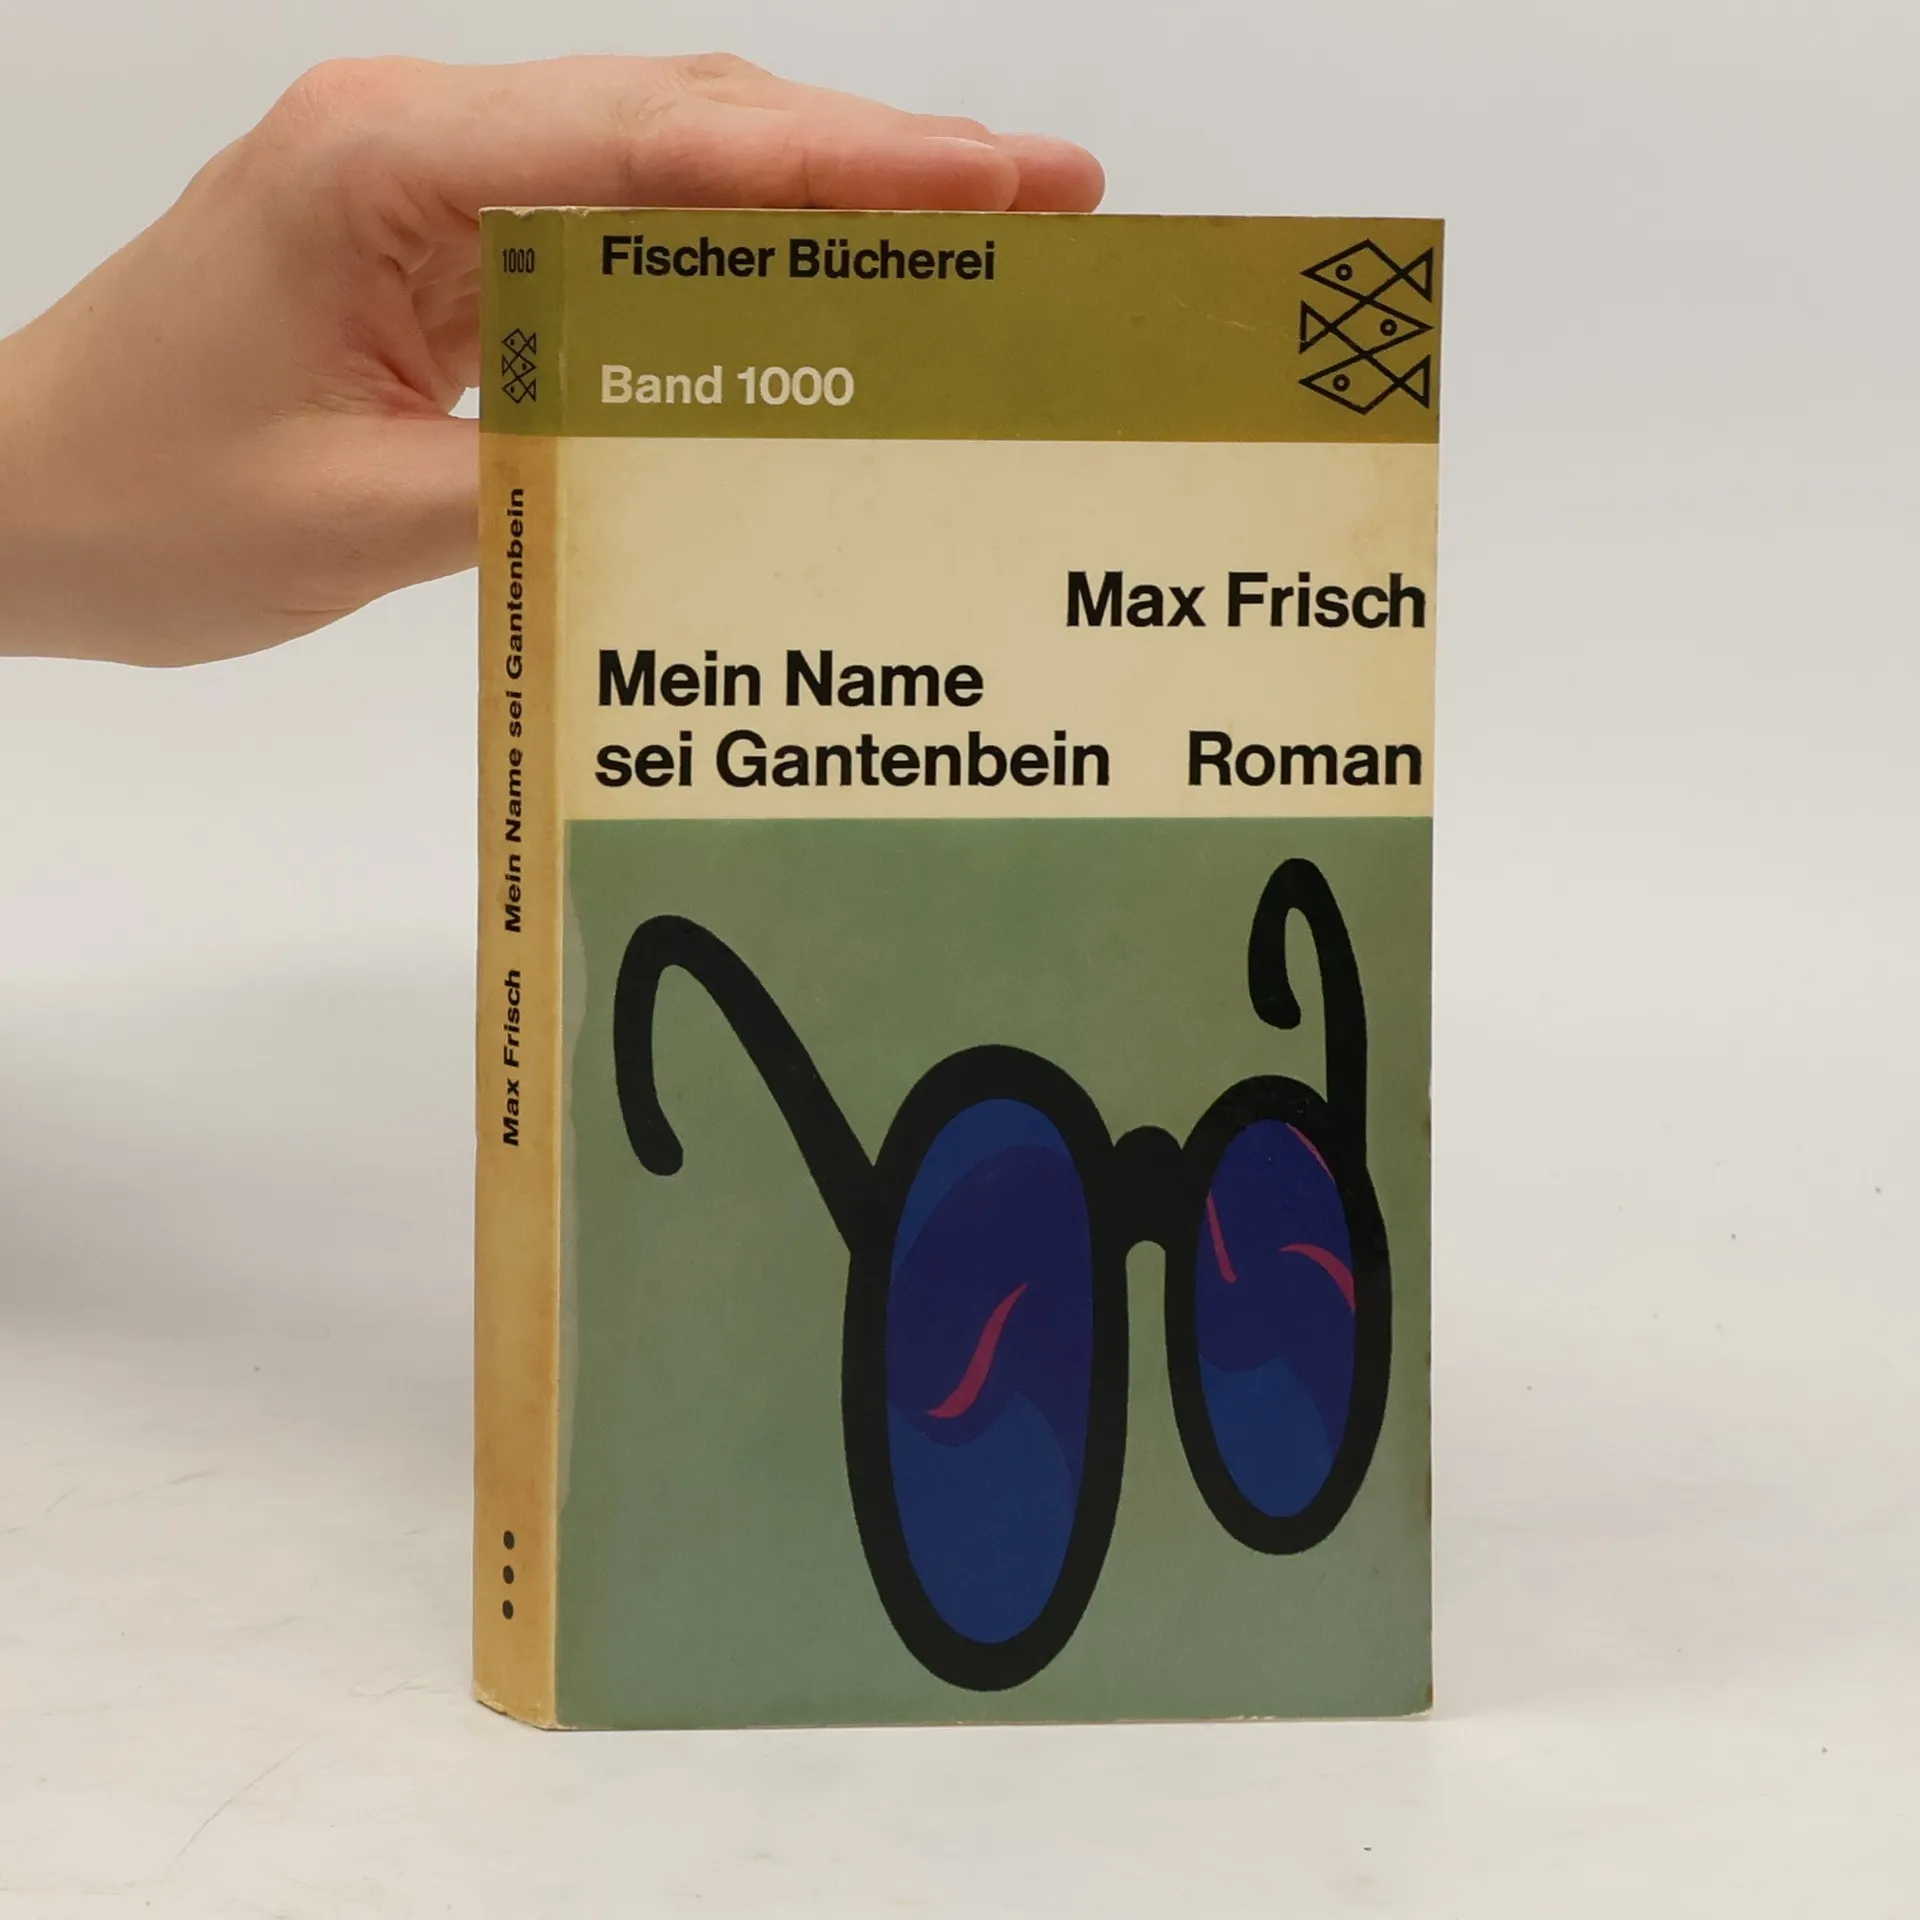 1000
Max Frisch Mein Name sei Gantenbein
Fischer Bücherei
Band 1000
Max Frisch
Mein Name
sei Gantenbein Roman